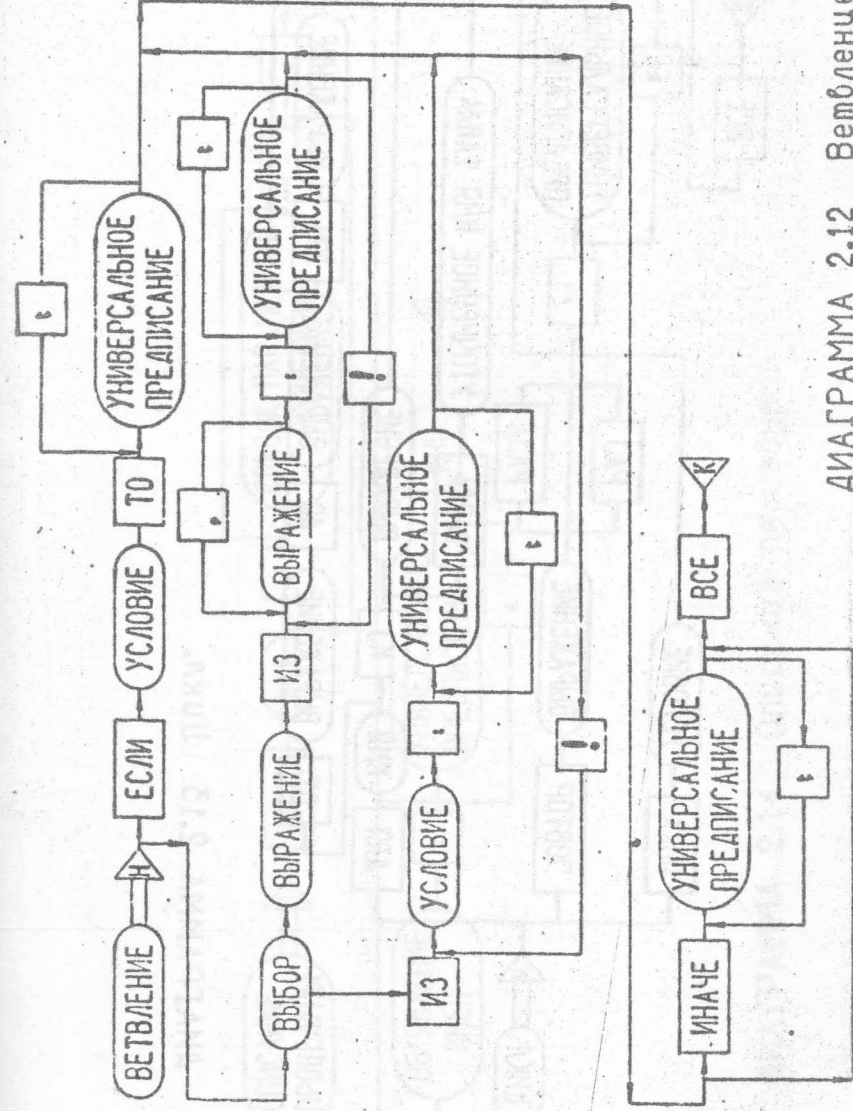 ВЕТВЛЕНИЕ
Н
ЕСЛИ
УСЛОВИЕ
ТО
УНИВЕРСАЛЬНОЕ
ПРЕДПИСАНИЕ
;
ВЫБОР
ВЫРАЖЕНИЕ
ИЗ
ВЫРАЖЕНИЕ
,
:
УНИВЕРСАЛЬНОЕ
ПРЕДПИСАНИЕ
;
!
ИЗ
УСЛОВИЕ
:
УНИВЕРСАЛЬНОЕ
ПРЕДПИСАНИЕ
;
!
ИНАЧЕ
УНИВЕРСАЛЬНОЕ
ПРЕДПИСАНИЕ
;
ВСЕ
К
ДИАГРАММА 2.12 Ветвление